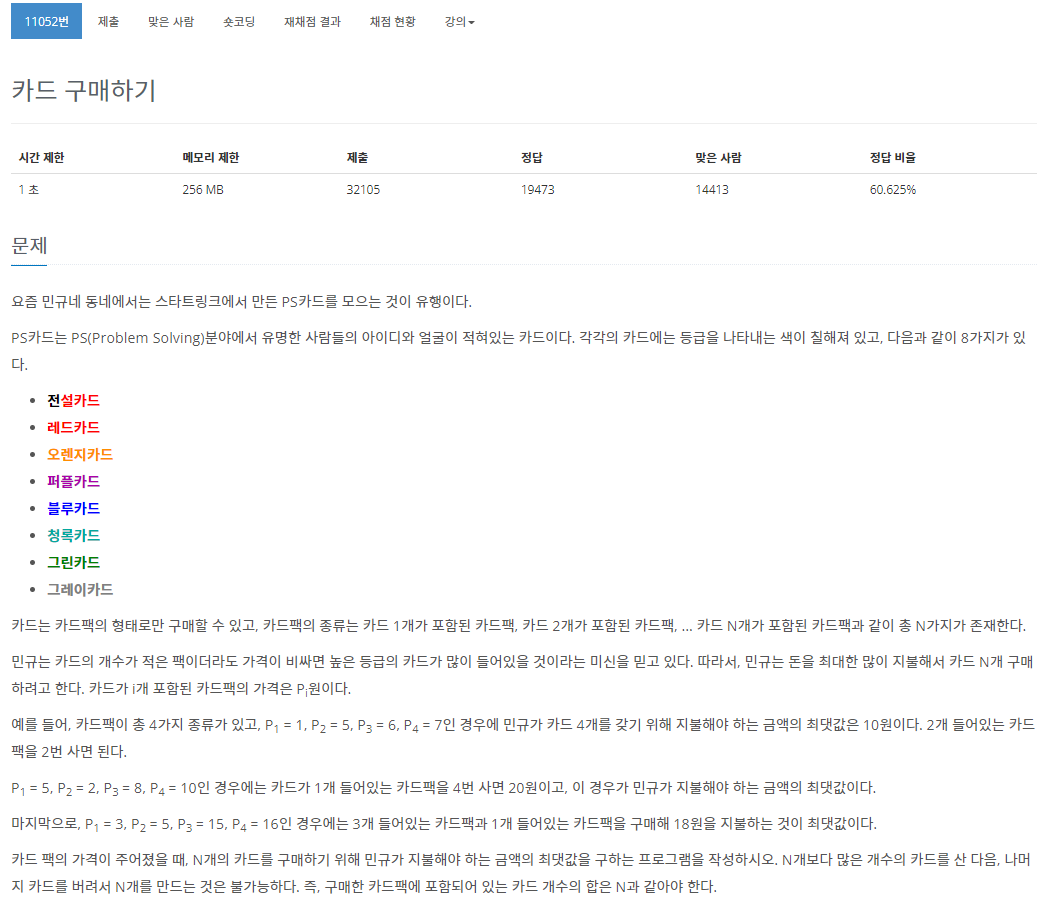 11052번 제출 맞은 사람 숏코딩 재채점 결과 채점 현황 강의
카드 구매하기
시간 제한 메모리 제한 제출 정답 맞은 사람 정답 비율
1 초 256 MB 32105 19473 14413 60.625%
문제
요즘 민규네 동네에서는 스타트링크에서 만든 PS카드를 모으는 것이 유행이다.
PS카드는 PS(Problem Solving)분야에서 유명한 사람들의 아이디와 얼굴이 적혀있는 카드이다. 각각의 카드에는 등급을 나타내는 색이 칠해져 있고, 다음과 같이 8가지가 있
다.
• 전설카드
• 레드카드
• 오렌지카드
• 퍼플카드
• 블루카드
• 청록카드
• 그린카드
• 그레이카드
카드는 카드팩의 형태로만 구매할 수 있고, 카드팩의 종류는 카드 1개가 포함된 카드팩, 카드 2개가 포함된 카드팩, ... 카드 N개가 포함된 카드팩과 같이 총 N가지가 존재한다.
민규는 카드의 개수가 적은 팩이더라도 가격이 비싸면 높은 등급의 카드가 많이 들어있을 것이라는 미신을 믿고 있다. 따라서, 민규는 돈을 최대한 많이 지불해서 카드 N개 구매
하려고 한다. 카드가 i개 포함된 카드팩의 가격은 Pi원이다.
예를 들어, 카드팩이 총 4가지 종류가 있고, P1 = 1, P2 = 5, P3 = 6, P4 = 7인 경우에 민규가 카드 4개를 갖기 위해 지불해야 하는 금액의 최댓값은 10원이다. 2개 들어있는 카드
팩을 2번 사면 된다.
P1 = 5, P2 = 2, P3 = 8, P4 = 10인 경우에는 카드가 1개 들어있는 카드팩을 4번 사면 20원이고, 이 경우가 민규가 지불해야 하는 금액의 최댓값이다.
마지막으로, P1 = 3, P2 = 5, P3 = 15, P4 = 16인 경우에는 3개 들어있는 카드팩과 1개 들어있는 카드팩을 구매해 18원을 지불하는 것이 최댓값이다.
카드 팩의 가격이 주어졌을 때, N개의 카드를 구매하기 위해 민규가 지불해야 하는 금액의 최댓값을 구하는 프로그램을 작성하시오. N개보다 많은 개수의 카드를 산 다음, 나머
지 카드를 버려서 N개를 만드는 것은 불가능하다. 즉, 구매한 카드팩에 포함되어 있는 카드 개수의 합은 N과 같아야 한다.